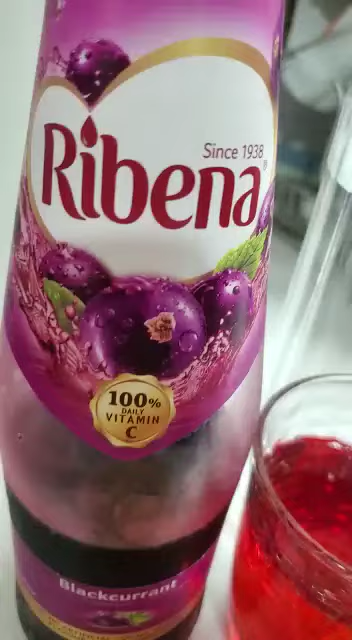 Since 1938
Ribena
100%
DAILY
VITAMIN
C
Blackcurrant